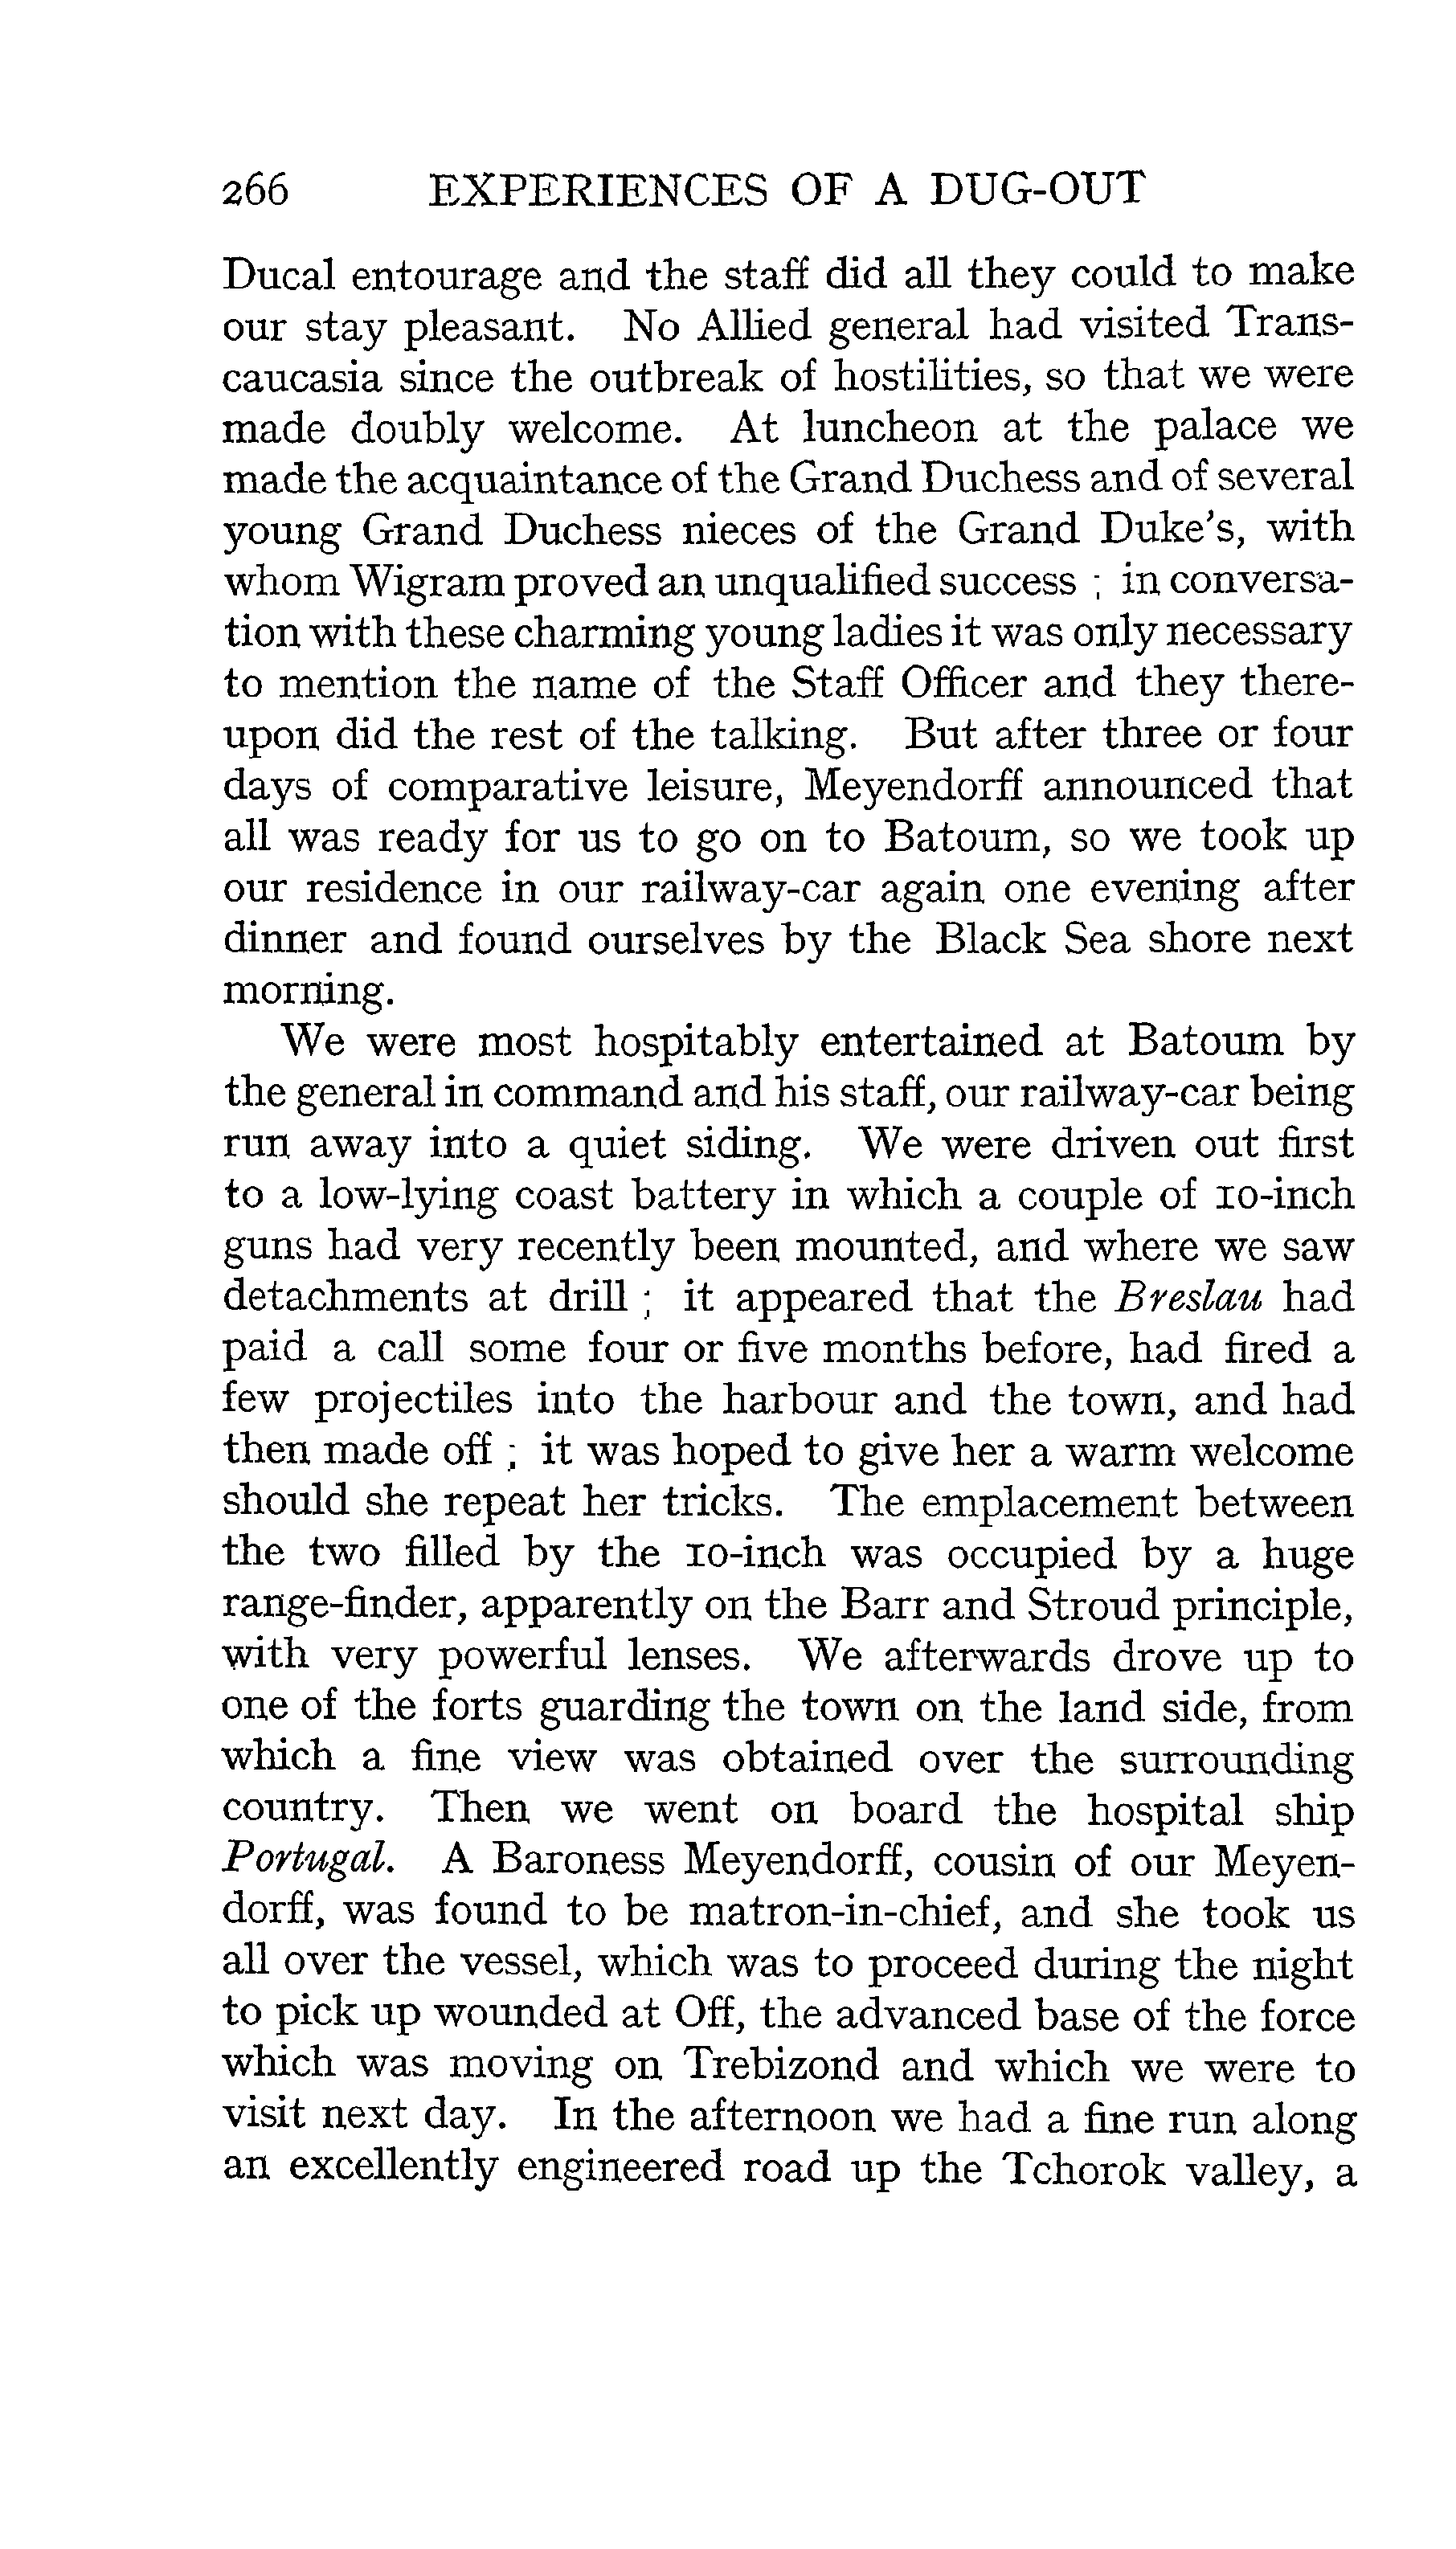 266 EXPERIENCES OF A DUG-OUT
Ducal entourage and the staff did all they could to make
our stay pleasant. No Allied general had visited Trans-
caucasia since the outbreak of hostilities, so that we were
made doubly welcome. At luncheon at the palace we
made the acquaintance of the Grand Duchess and of several
young Grand Duchess nieces of the Grand Duke's, with
whom Wigram proved an unqualified success ; in conversa-
tion with these charming young ladies it was only necessary
to mention the name of the Staff Officer and they there-
upon did the rest of the talking. But after three or four
days of comparative leisure, Meyendorff announced that
all was ready for us to go on to Batoum, so we took up
our residence in our railway-car again one evening after
dinner and found ourselves by the Black Sea shore next
morning.
We were most hospitably entertained at Batoum by
the general in command and his staff, our railway-car being
run away into a quiet siding. We were driven out first
to a low-lying coast battery in which a couple of 10-inch
guns had very recently been mounted, and where we saw
detachments at drill ; it appeared that the Breslau had
paid a call some four or five months before, had fired a
few projectiles into the harbour and the town, and had
then made off ; it was hoped to give her a warm welcome
should she repeat her tricks. The emplacement between
the two filled by the 10-inch was occupied by a huge
range-finder, apparently on the Barr and Stroud principle,
with very powerful lenses. We afterwards drove up to
one of the forts guarding the town on the land side, from
which a fine view was obtained over the surrounding
country. Then we went on board the hospital ship
Portugal. A Baroness Meyendorff, cousin of our Meyen-
dorff, was found to be matron-in-chief, and she took us
all over the vessel, which was to proceed during the night
to pick up wounded at Off, the advanced base of the force
which was moving on Trebizond and which we were to
visit next day. In the afternoon we had a fine run along
an excellently engineered road up the Tchorok valley, a